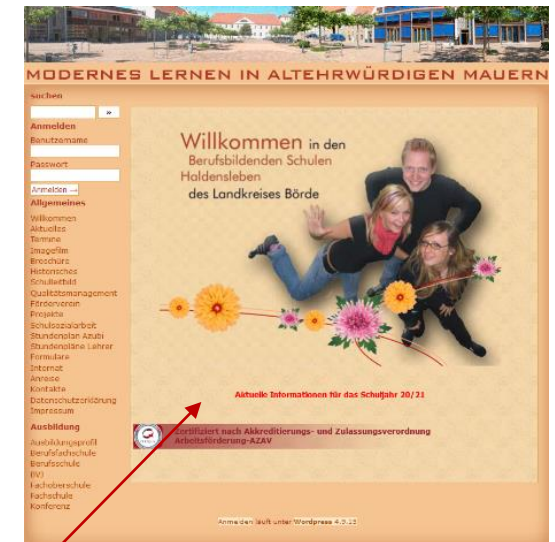 MODERNES LERNEN IN ALTEHRWÜRDIGEN MAUERN
suchen
»
Anmelden
Benutzername
Passwort
Anmelden →
Allgemeines
Willkommen
Aktuelles
Termine
Imagefilm
Broschüre
Historisches
Schulleitbild
Qualitätsmanagement
Förderverein
Projekte
Schulsozialarbeit
Stundenplan Azubi
Stundenpläne Lehrer
Formulare
Internat
Anreise
Kontakte
Datenschutzerklärung
Impressum
Ausbildung
Ausbildungsprofil
Berufsfachschule
Berufsschule
BVJ
Fachoberschule
Fachschule
Konferenz
Willkommen in den
Berufsbildenden Schulen
Haldensleben
des Landkreises Börde
Aktuelle Informationen für das Schuljahr 20/21
Zertifiziert nach Akkreditierungs- und Zulassungsverordnung
Arbeitsförderung-AZAV
Anmelden läuft unter Wordpress 4.9.15